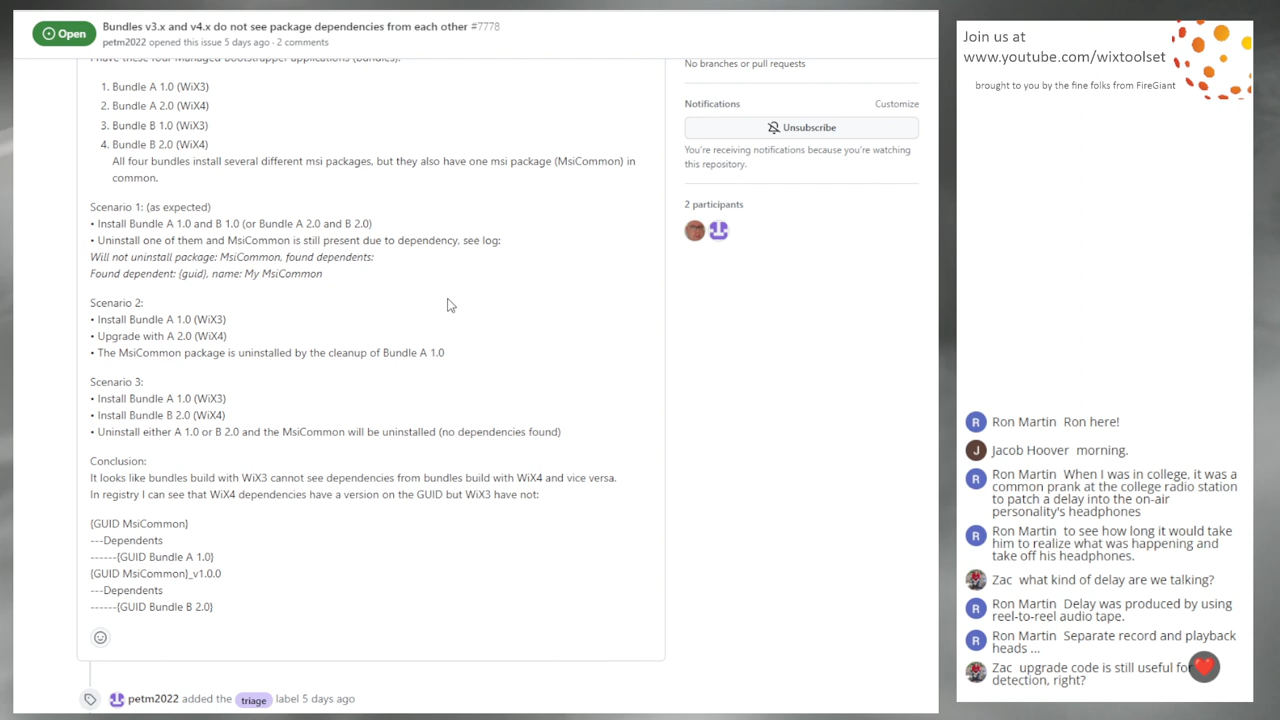 Open
Bundles v3.x and v4.x do not see package dependencies from each other #7778
petm2022 opened this issue 5 days ago · 2 comments
I have these four Managed Bootstrapper applications (Bundles):
1. Bundle A 1.0 (WiX3)
2. Bundle A 2.0 (WiX4)
3. Bundle B 1.0 (WiX3)
4. Bundle B 2.0 (WiX4)
All four bundles install several different msi packages, but they also have one msi package (MsiCommon) in
common.
Scenario 1: (as expected)
• Install Bundle A 1.0 and B 1.0 (or Bundle A 2.0 and B 2.0)
• Uninstall one of them and MsiCommon is still present due to dependency, see log:
Will not uninstall package: MsiCommon, found dependents:
Found dependent: {guid}, name: My MsiCommon
Scenario 2:
• Install Bundle A 1.0 (WiX3)
• Upgrade with A 2.0 (WiX4)
• The MsiCommon package is uninstalled by the cleanup of Bundle A 1.0
Scenario 3:
• Install Bundle A 1.0 (WiX3)
• Install Bundle B 2.0 (WiX4)
• Uninstall either A 1.0 or B 2.0 and the MsiCommon will be uninstalled (no dependencies found)
Conclusion:
It looks like bundles build with WiX3 cannot see dependencies from bundles build with WiX4 and vice versa.
In registry I can see that WiX4 dependencies have a version on the GUID but WiX3 have not:
{GUID MsiCommon}
---Dependents
------{GUID Bundle A 1.0}
{GUID MsiCommon}_v1.0.0
---Dependents
------{GUID Bundle B 2.0}
petm2022 added the triage label 5 days ago
No branches or pull requests
Notifications
Customize
Unsubscribe
You're receiving notifications because you're watching
this repository.
2 participants
Join us at
www.youtube.com/wixtoolset
brought to you by the fine folks from FireGiant
R Ron Martin Ron here!
J Jacob Hoover morning.
R Ron Martin When I was in college, it was a
common prank at the college radio station
to patch a delay into the on-air
personality's headphones
R Ron Martin to see how long it would take
him to realize what was happening and
take off his headphones.
Zac what kind of delay are we talking?
R Ron Martin Delay was produced by using
reel-to-reel audio tape.
R Ron Martin Separate record and playback
heads ...
Zac upgrade code is still useful for
detection, right?